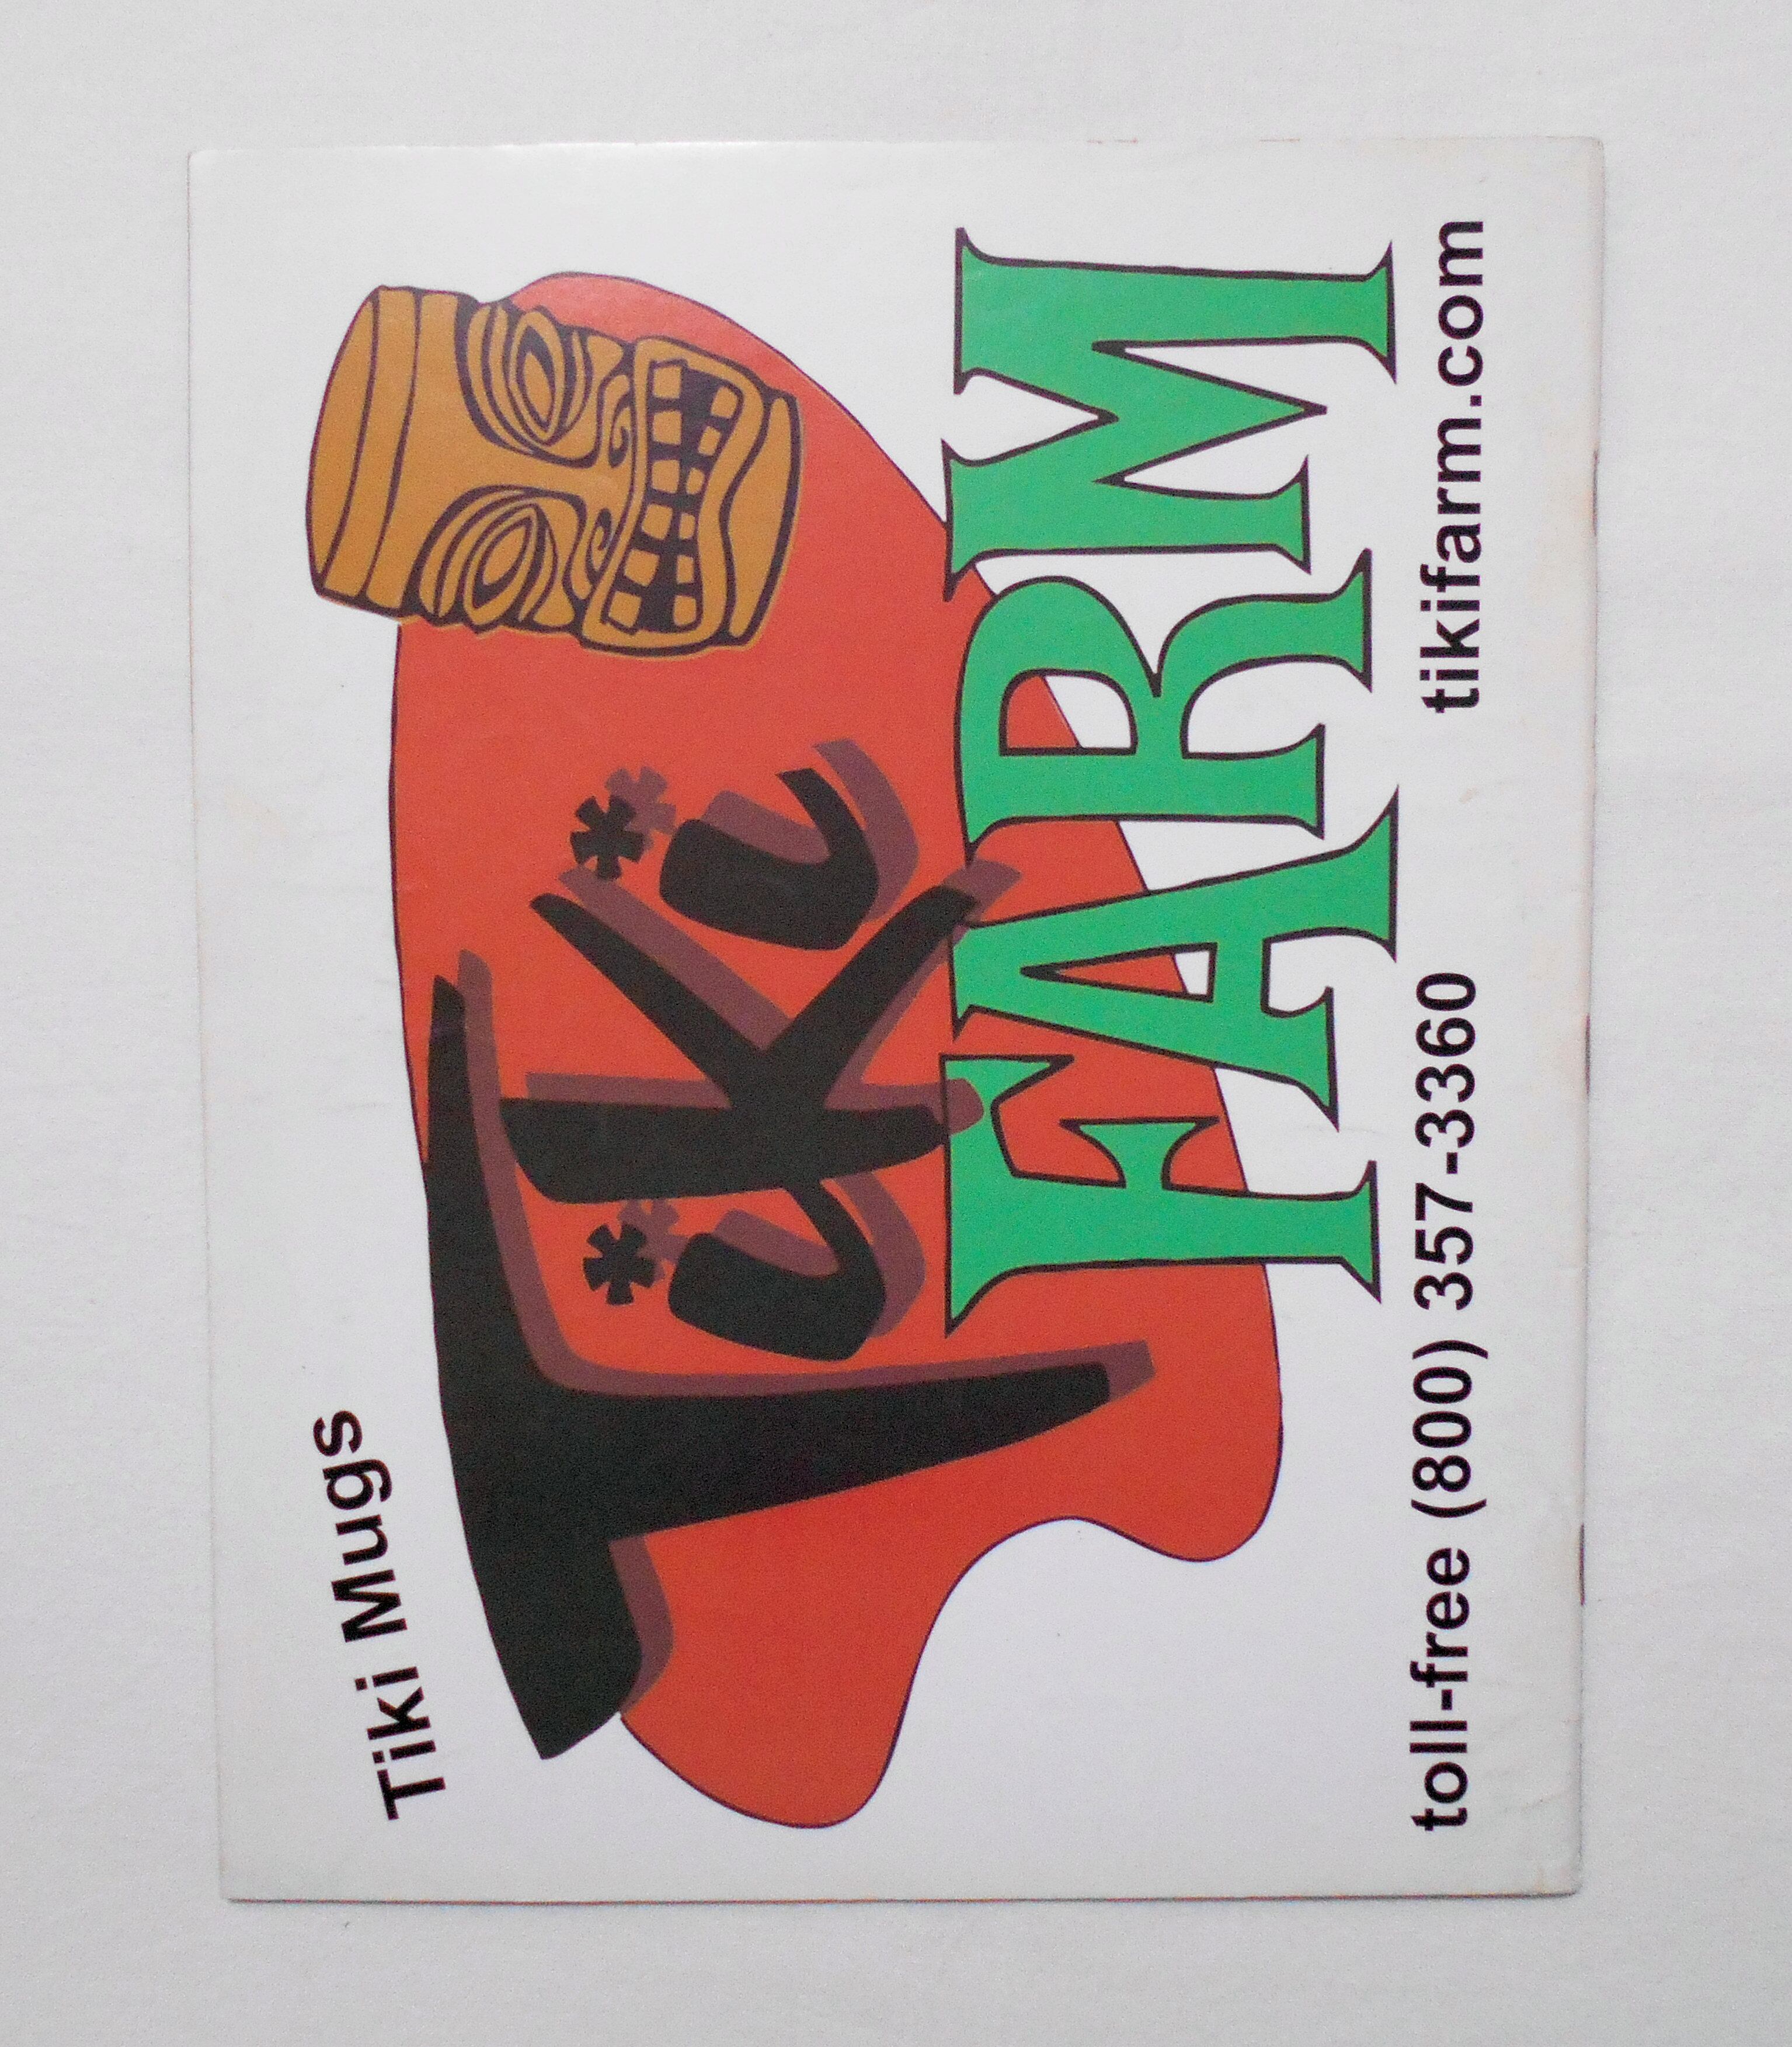 Tiki Mugs
Tiki
FARM
toll-free (800) 357-3360 tikifarm.com